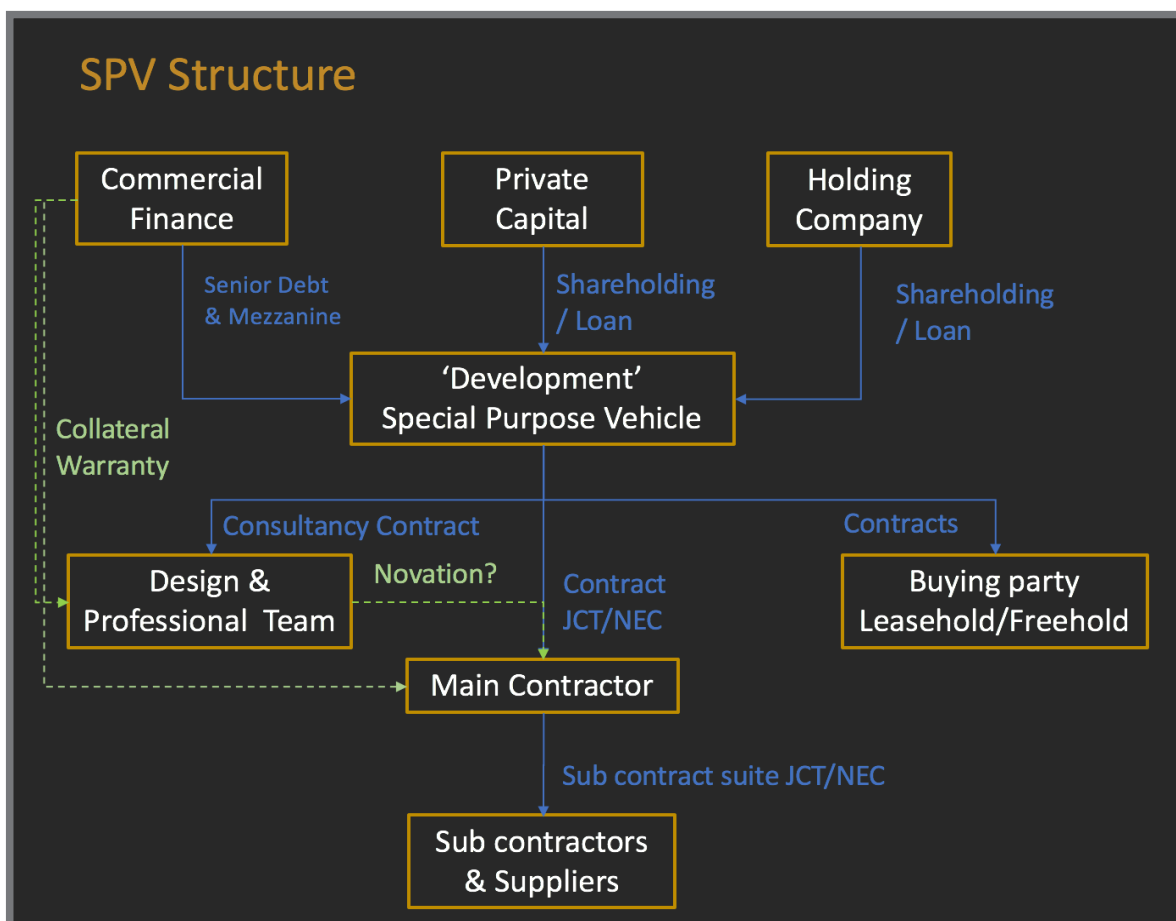 SPV Structure
Commercial
Finance
Private
Capital
Holding
Company
Senior Debt
& Mezzanine
Shareholding
/ Loan
Shareholding
/ Loan
‘Development’
Special Purpose Vehicle
Collateral
Warranty
Consultancy Contract
Contracts
Design &
Professional Team
Novation?
Contract
JCT/NEC
Buying party
Leasehold/Freehold
Main Contractor
Sub contract suite JCT/NEC
Sub contractors
& Suppliers